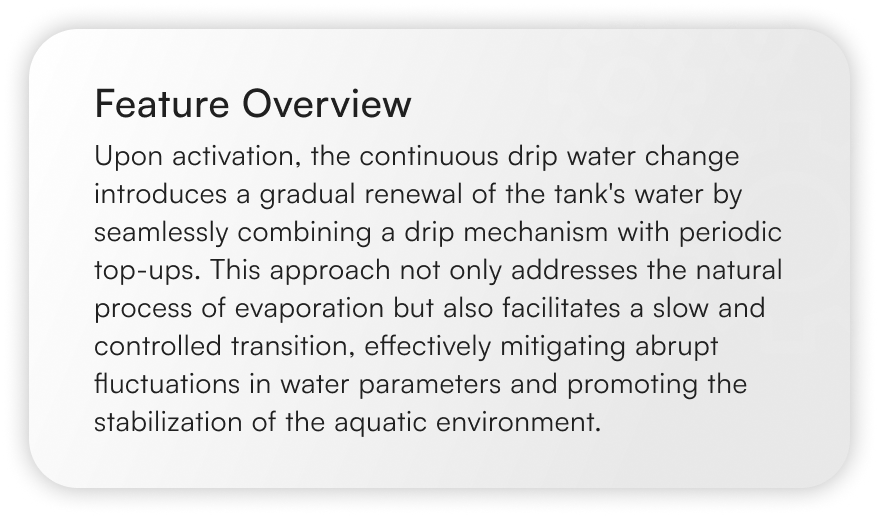 Feature Overview
Upon activation, the continuous drip water change
introduces a gradual renewal of the tank's water by
seamlessly combining a drip mechanism with periodic
top-ups. This approach not only addresses the natural
process of evaporation but also facilitates a slow and
controlled transition, effectively mitigating abrupt
fluctuations in water parameters and promoting the
stabilization of the aquatic environment.